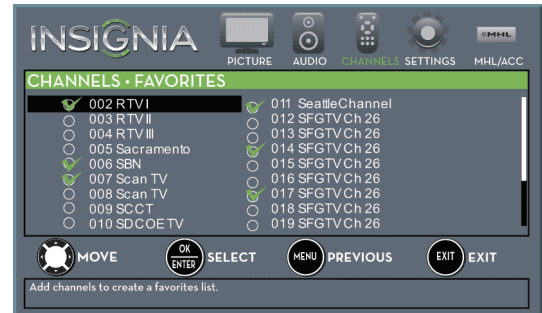 INSIGNIA
PICTURE AUDIO CHANNELS SETTINGS MHL/ACC
MHL
CHANNELS • FAVORITES
002 RTV I
003 RTV II
004 RTV III
005 Sacramento
006 SBN
007 Scan TV
008 Scan TV
009 SCCT
010 SDCOE TV
011 SeattleChannel
012 SFGTV Ch 26
013 SFGTV Ch 26
014 SFGTV Ch 26
015 SFGTV Ch 26
016 SFGTV Ch 26
017 SFGTV Ch 26
018 SFGTV Ch 26
019 SFGTV Ch 26
MOVE OK ENTER SELECT MENU PREVIOUS EXIT EXIT
Add channels to create a favorites list.